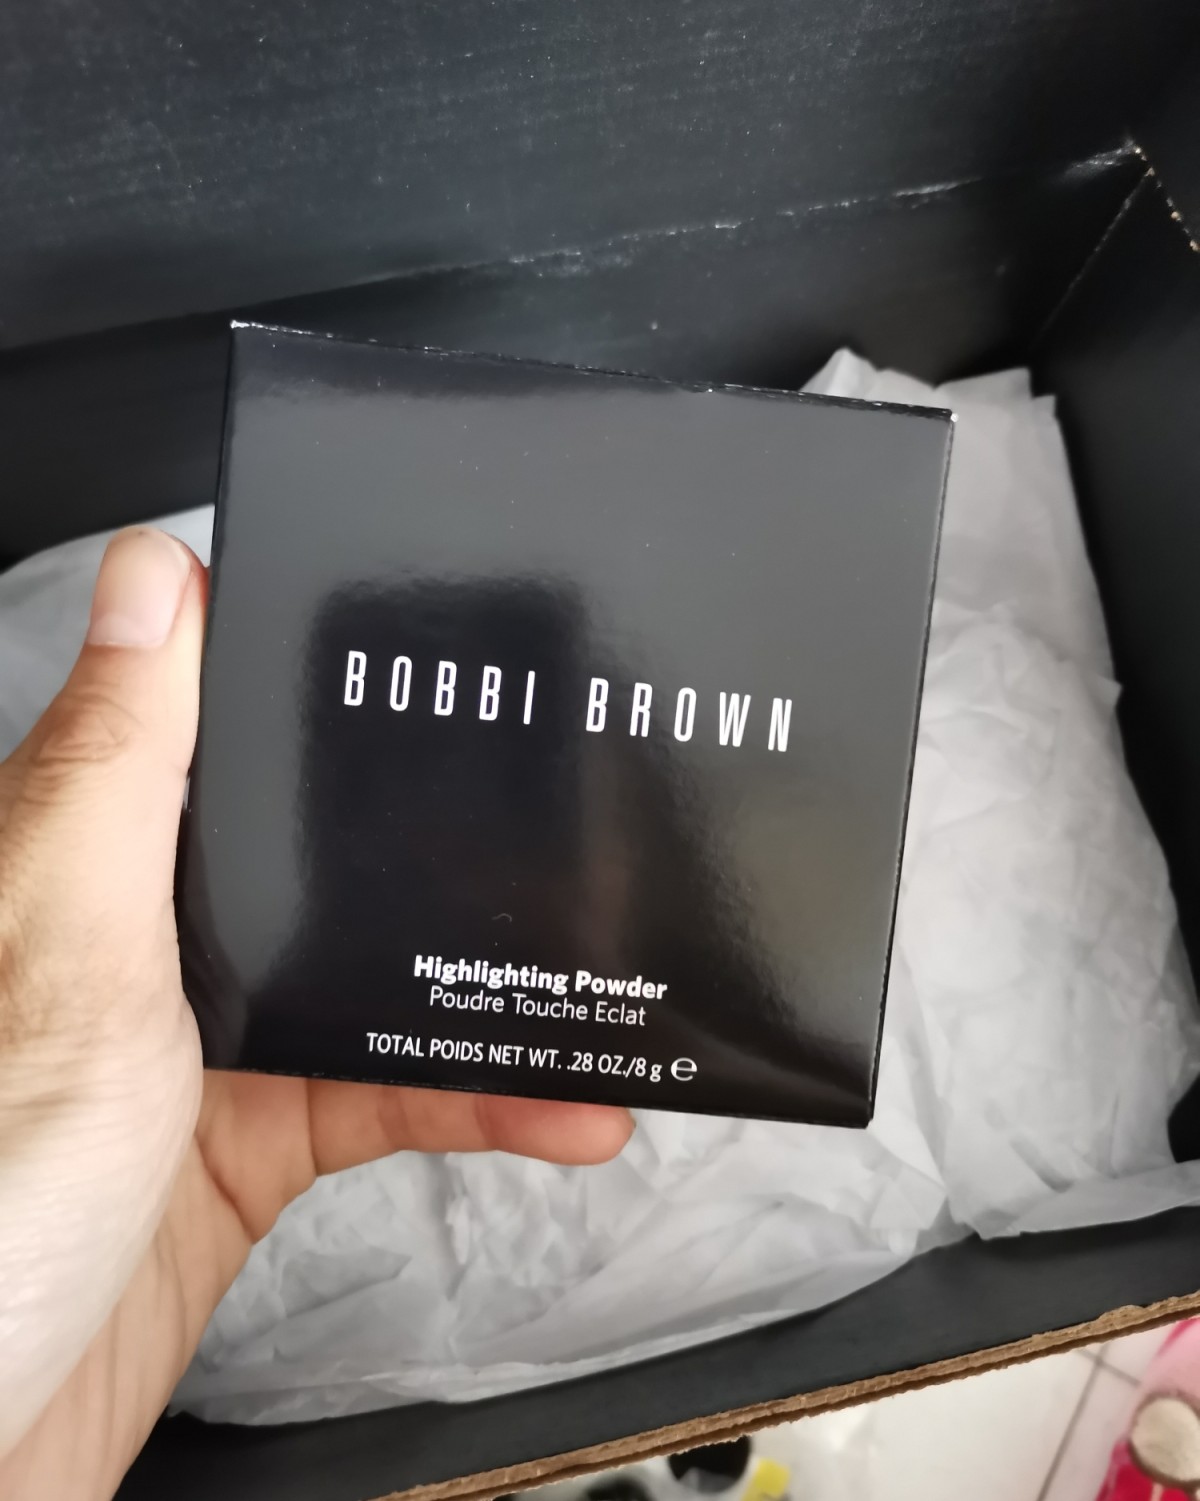 BOBBI BROWN
Highlighting Powder
Poudre Touche Eclat
TOTAL POIDS NET WT. .28 OZ./8 g ℮